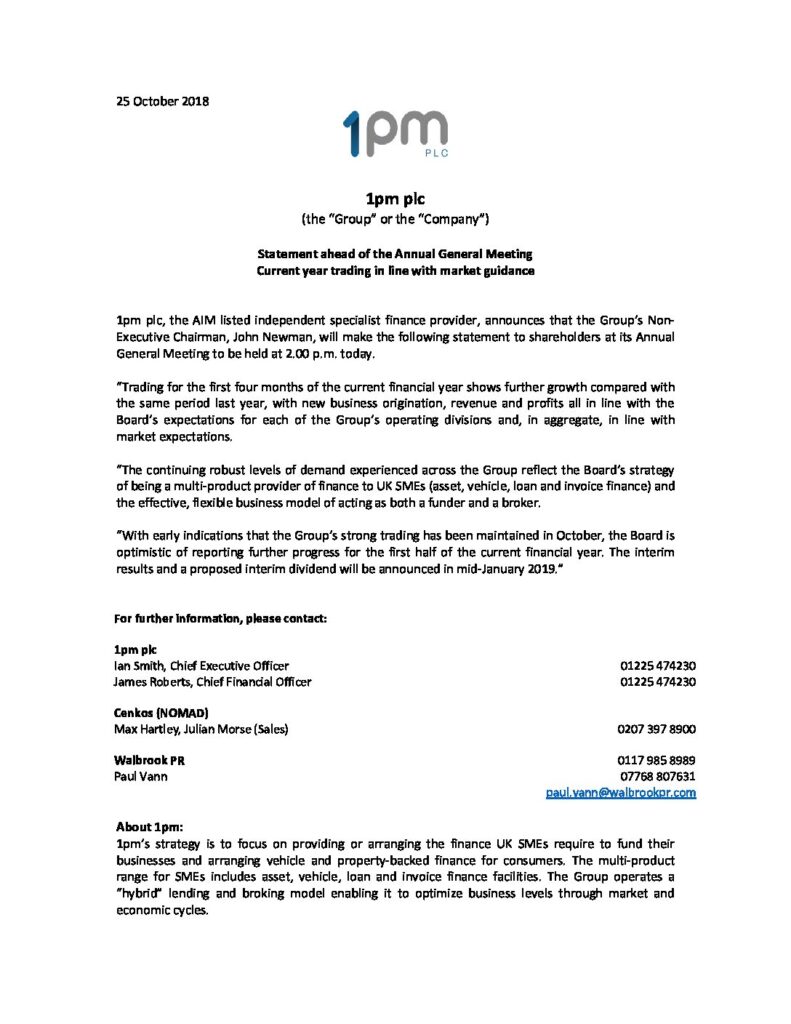 25 October 2018
1pm
PLC
1pm plc
(the “Group” or the “Company”)
Statement ahead of the Annual General Meeting
Current year trading in line with market guidance
1pm plc, the AIM listed independent specialist finance provider, announces that the Group’s Non-
Executive Chairman, John Newman, will make the following statement to shareholders at its Annual
General Meeting to be held at 2.00 p.m. today.
“Trading for the first four months of the current financial year shows further growth compared with
the same period last year, with new business origination, revenue and profits all in line with the
Board’s expectations for each of the Group’s operating divisions and, in aggregate, in line with
market expectations.
“The continuing robust levels of demand experienced across the Group reflect the Board’s strategy
of being a multi-product provider of finance to UK SMEs (asset, vehicle, loan and invoice finance) and
the effective, flexible business model of acting as both a funder and a broker.
“With early indications that the Group’s strong trading has been maintained in October, the Board is
optimistic of reporting further progress for the first half of the current financial year. The interim
results and a proposed interim dividend will be announced in mid-January 2019.”
For further information, please contact:
1pm plc
Ian Smith, Chief Executive Officer 01225 474230
James Roberts, Chief Financial Officer 01225 474230
Cenkos (NOMAD)
Max Hartley, Julian Morse (Sales) 0207 397 8900
Walbrook PR 0117 985 8989
Paul Vann 07768 807631
paul.vann@walbrookpr.com
About 1pm:
1pm’s strategy is to focus on providing or arranging the finance UK SMEs require to fund their
businesses and arranging vehicle and property-backed finance for consumers. The multi-product
range for SMEs includes asset, vehicle, loan and invoice finance facilities. The Group operates a
“hybrid” lending and broking model enabling it to optimize business levels through market and
economic cycles.